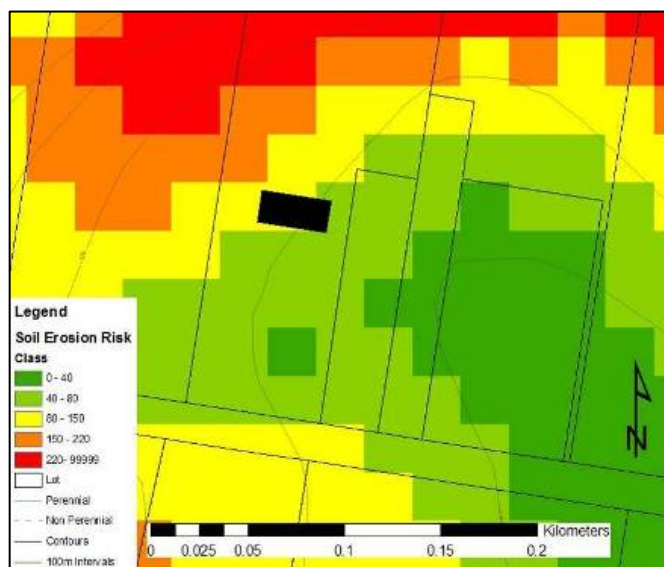 Legend
Soil Erosion Risk
Class
0 - 40
40 - 80
80 - 150
150 - 220
220- 99999
Lot
Perennial
Non Perennial
Contours
100m Intervals
N
Kilometers
0 0.025 0.05 0.1 0.15 0.2